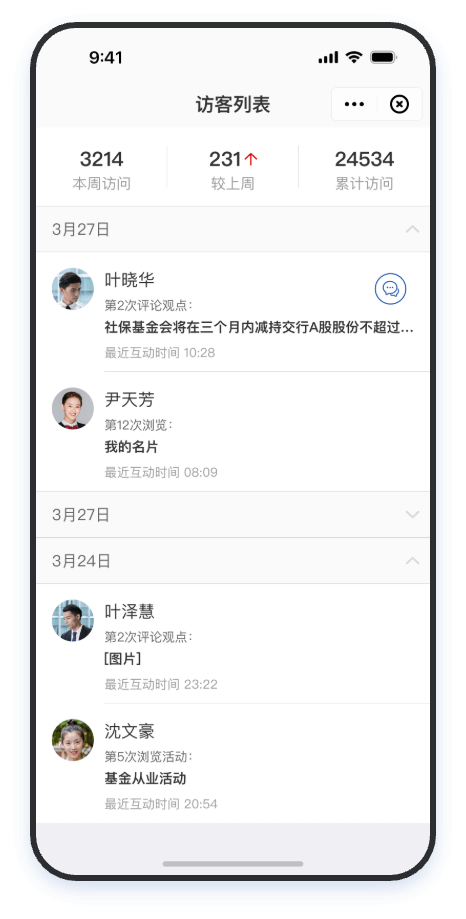 9:41
访客列表
3214
231
24534
本周访问
较上周
累计访问
3月27日
叶晓华
第2次评论观点:
社保基金会将在三个月内减持交行A股股份不超过...
最近互动时间 10:28
尹天芳
第12次浏览:
我的名片
最近互动时间 08:09
3月27日
3月24日
叶泽慧
第2次评论观点:
[图片]
最近互动时间 23:22
沈文豪
第5次浏览活动:
基金从业活动
最近互动时间 20:54